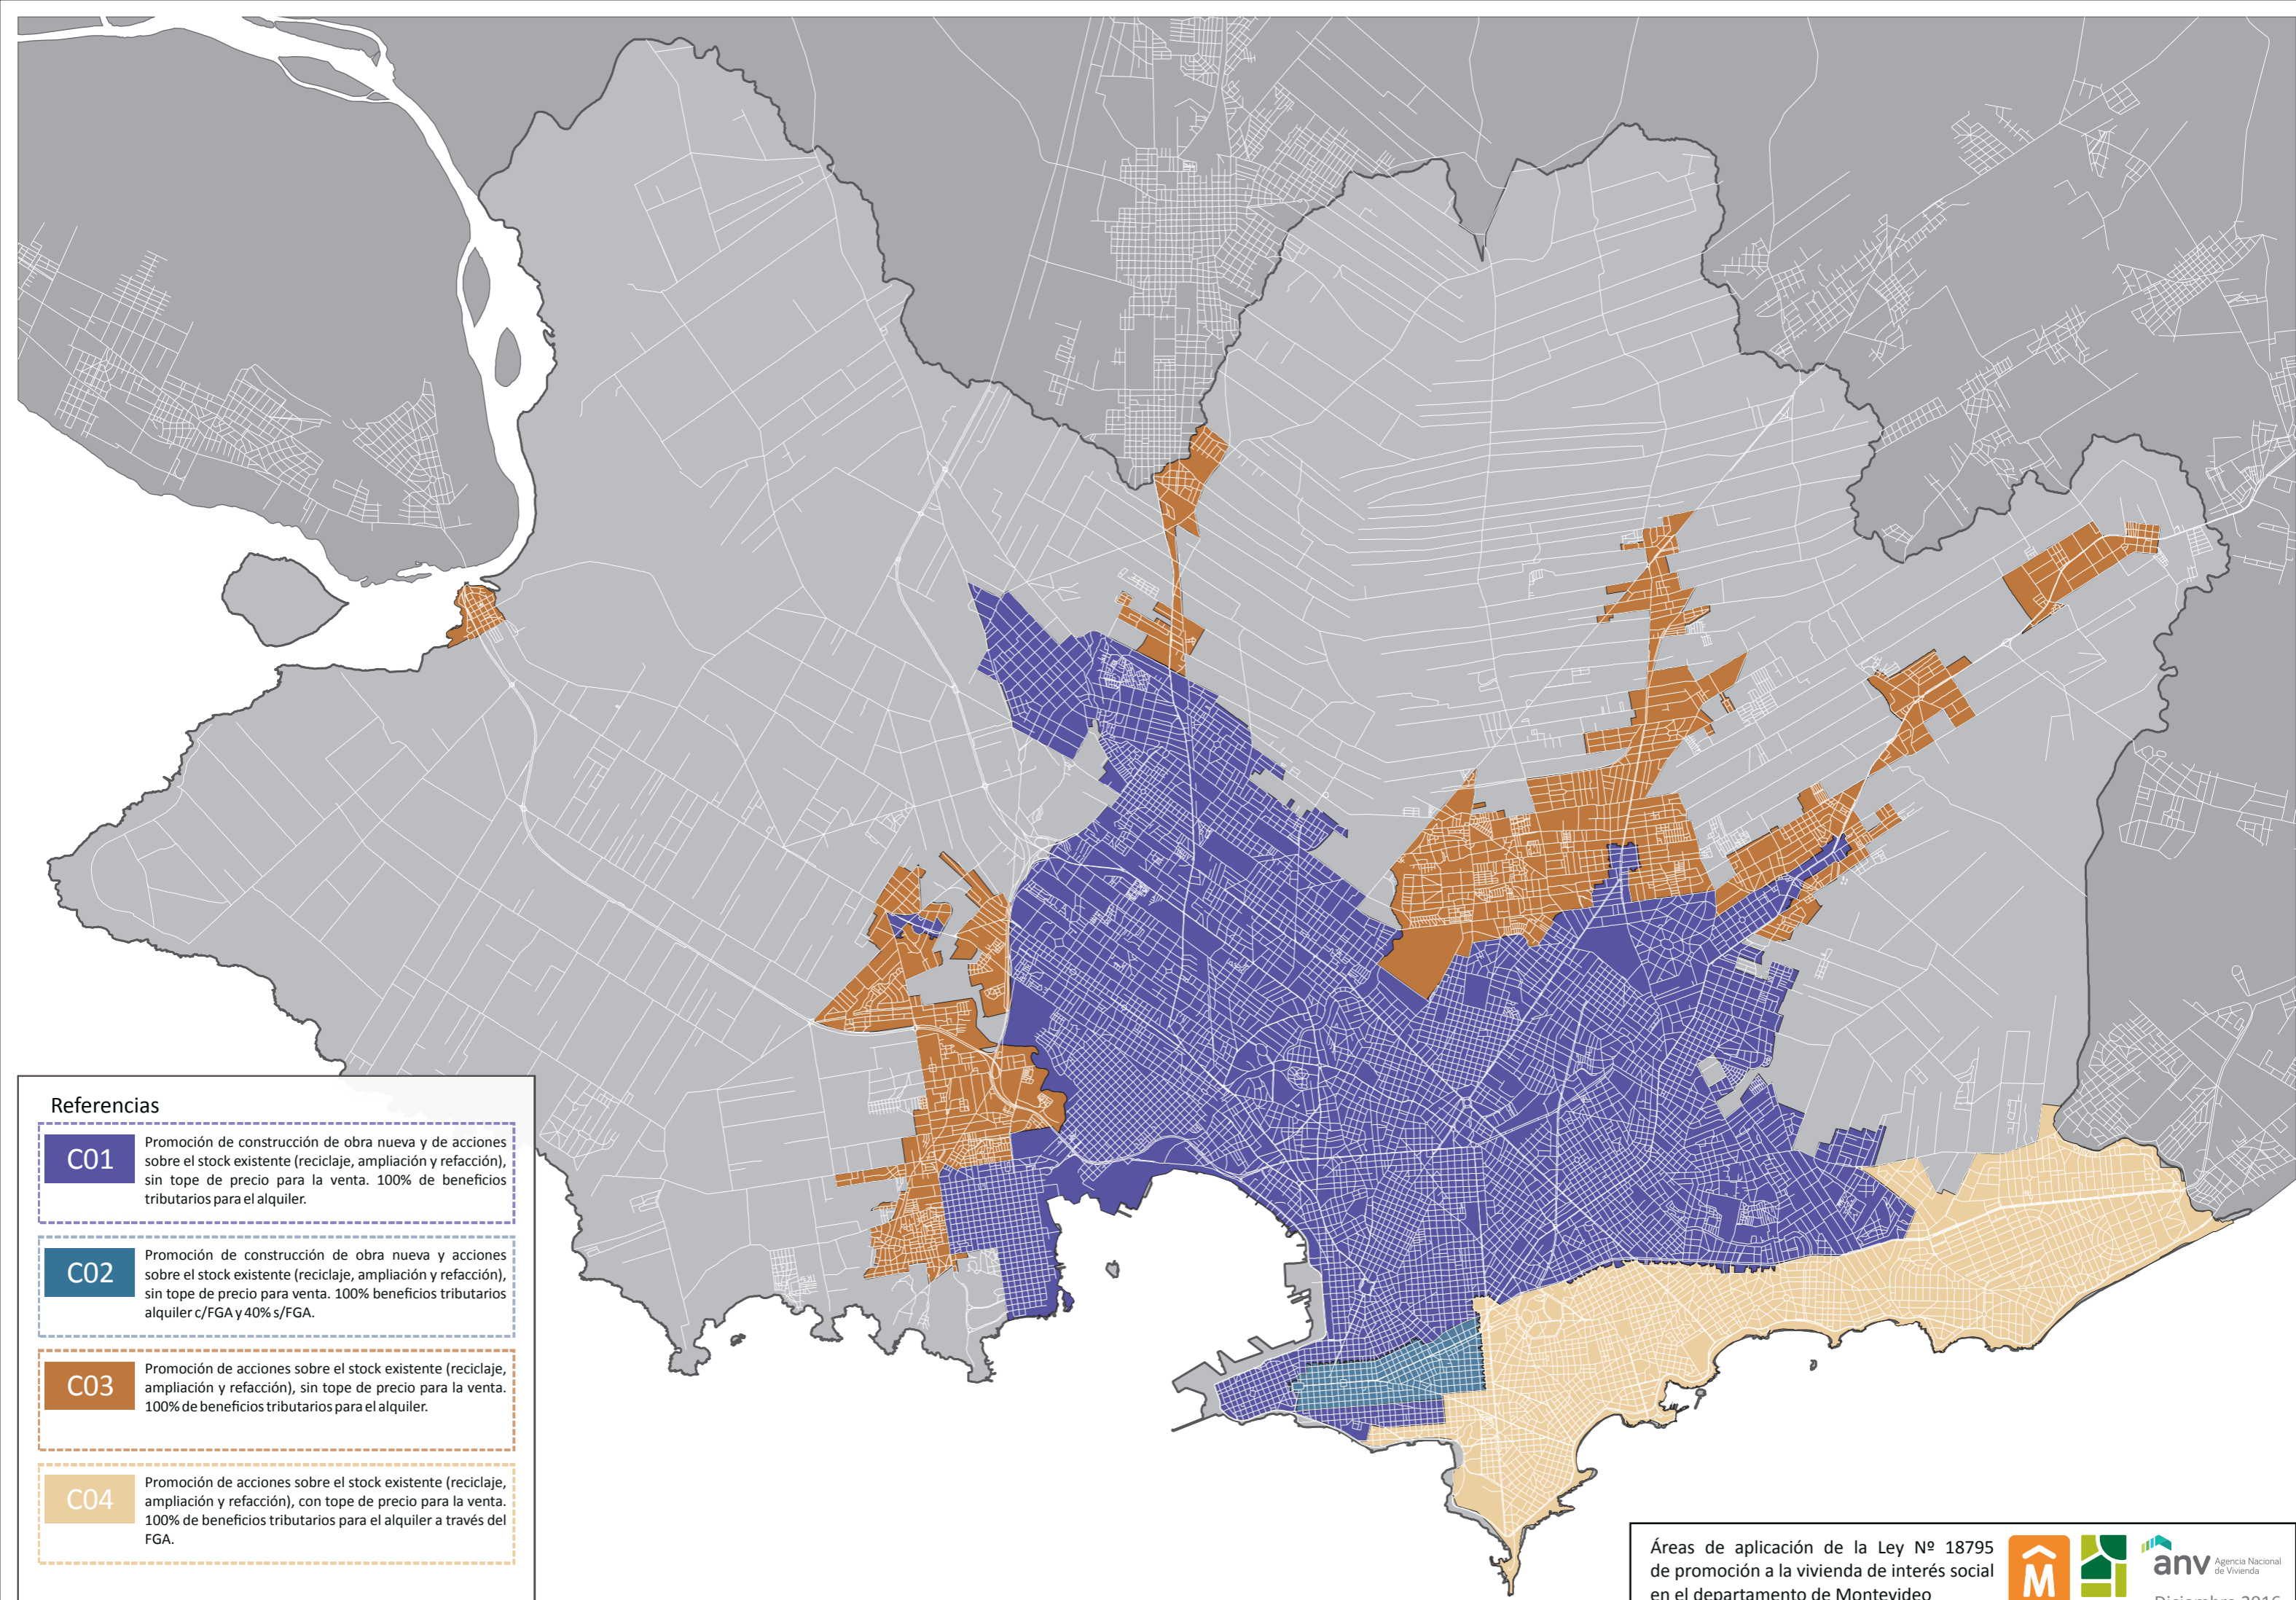 Referencias
C01
Promoción de construcción de obra nueva y de acciones
sobre el stock existente (reciclaje, ampliación y refacción),
sin tope de precio para la venta. 100% de beneficios
tributarios para el alquiler.
C02
Promoción de construcción de obra nueva y acciones
sobre el stock existente (reciclaje, ampliación y refacción),
sin tope de precio para venta. 100% beneficios tributarios
alquiler c/FGA y 40% s/FGA.
C03
Promoción de acciones sobre el stock existente (reciclaje,
ampliación y refacción), sin tope de precio para la venta.
100% de beneficios tributarios para el alquiler.
C04
Promoción de acciones sobre el stock existente (reciclaje,
ampliación y refacción), con tope de precio para la venta.
100% de beneficios tributarios para el alquiler a través del
FGA.
Áreas de aplicación de la Ley Nº 18795
de promoción a la vivienda de interés social
en el departamento de Montevideo
M
anv Agencia Nacional
de Vivienda
Diciembre 2016